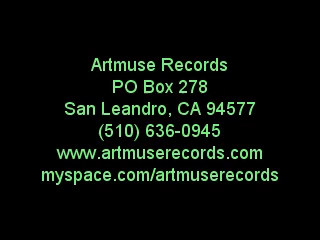 Artmuse Records
PO Box 278
San Leandro, CA 94577
(510) 636-0945
www.artmuserecords.com
myspace.com/artmuserecords